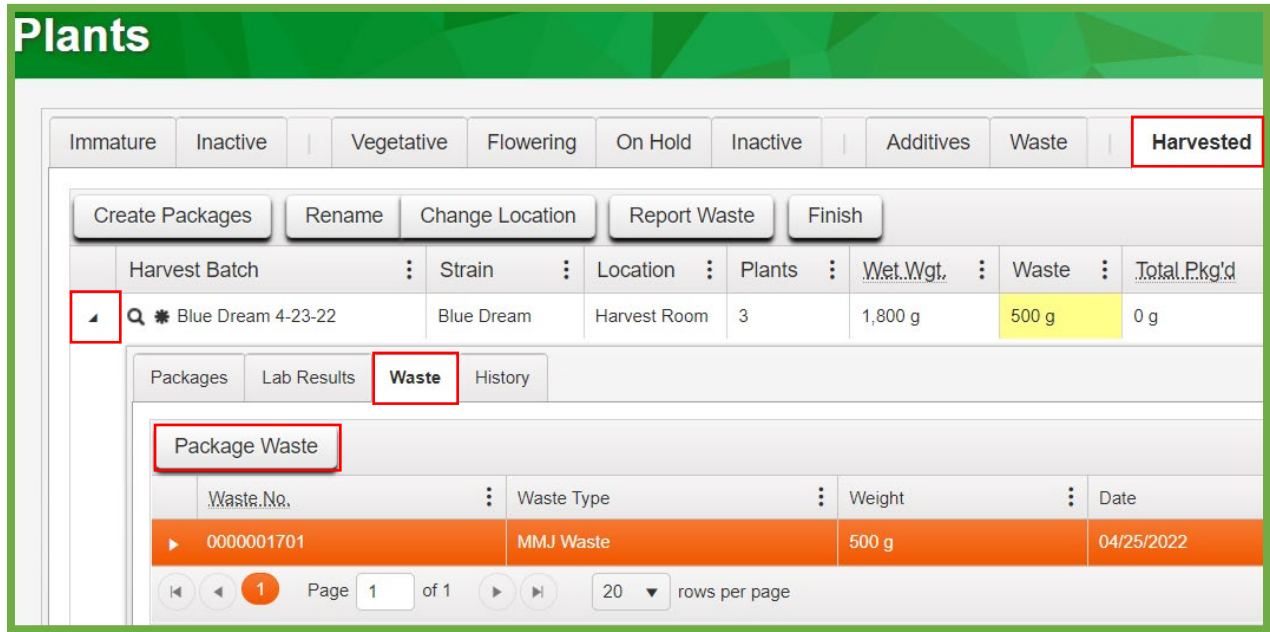 Plants
Immature Inactive | Vegetative Flowering On Hold Inactive | Additives Waste | Harvested
Create Packages Rename Change Location Report Waste Finish
Harvest Batch Strain Location Plants Wet Wgt. Waste Total Pkg'd
Blue Dream 4-23-22 Blue Dream Harvest Room 3 1,800 g 500 g 0 g
Packages Lab Results Waste History
Package Waste
Waste No. Waste Type Weight Date
0000001701 MMJ Waste 500 g 04/25/2022
1 Page 1 of 1 20 rows per page